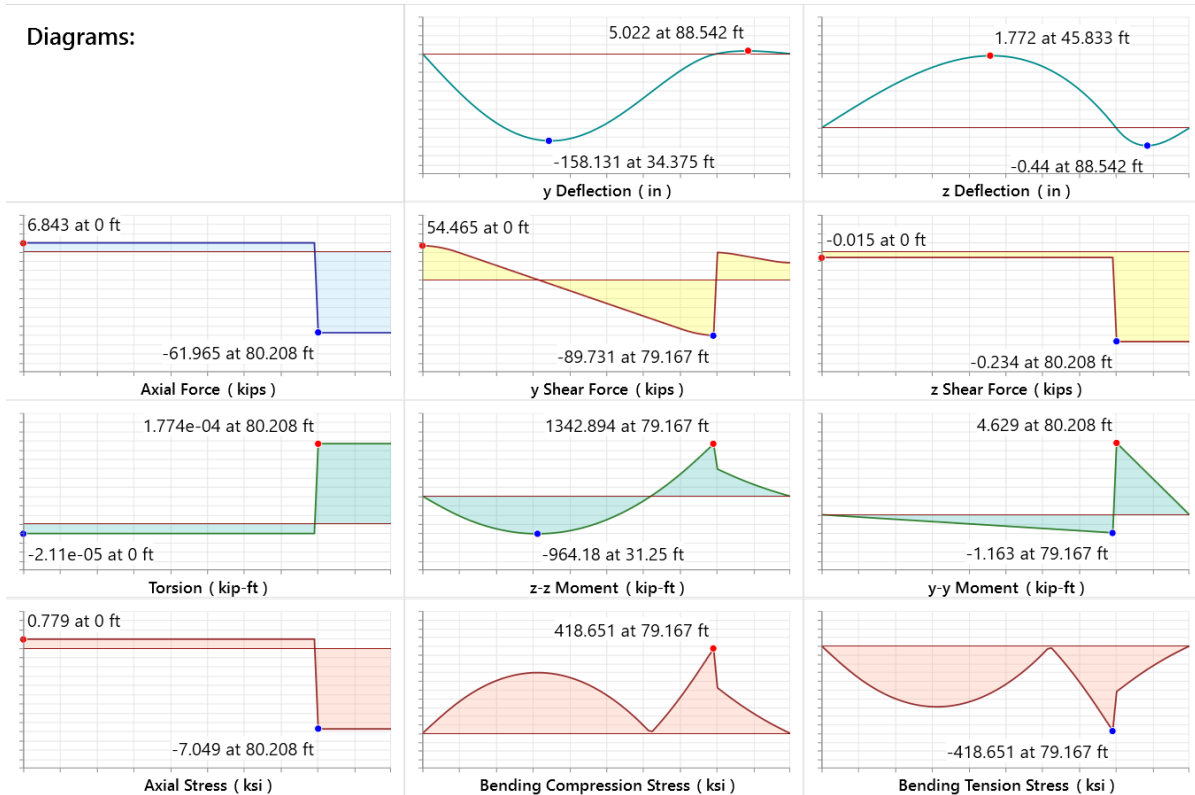 Diagrams:
5.022 at 88.542 ft
-158.131 at 34.375 ft
y Deflection ( in )
1.772 at 45.833 ft
-0.44 at 88.542 ft
z Deflection ( in )
6.843 at 0 ft
-61.965 at 80.208 ft
Axial Force ( kips )
54.465 at 0 ft
-89.731 at 79.167 ft
y Shear Force ( kips )
-0.015 at 0 ft
-0.234 at 80.208 ft
z Shear Force ( kips )
1.774e-04 at 80.208 ft
-2.11e-05 at 0 ft
Torsion ( kip-ft )
1342.894 at 79.167 ft
-964.18 at 31.25 ft
z-z Moment ( kip-ft )
4.629 at 80.208 ft
-1.163 at 79.167 ft
y-y Moment ( kip-ft )
0.779 at 0 ft
-7.049 at 80.208 ft
Axial Stress ( ksi )
418.651 at 79.167 ft
Bending Compression Stress ( ksi )
-418.651 at 79.167 ft
Bending Tension Stress ( ksi )